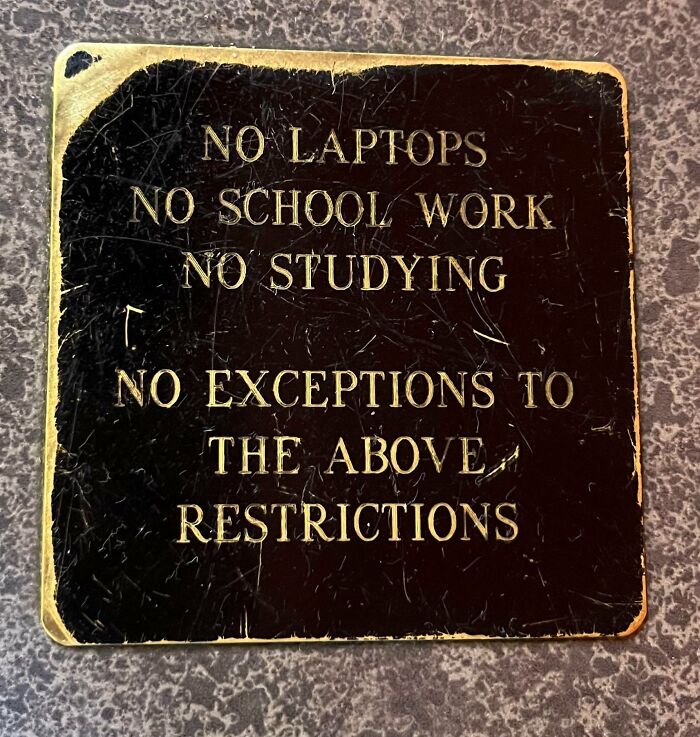 NO LAPTOPS
NO SCHOOL WORK
NO STUDYING
NO EXCEPTIONS TO
THE ABOVE
RESTRICTIONS